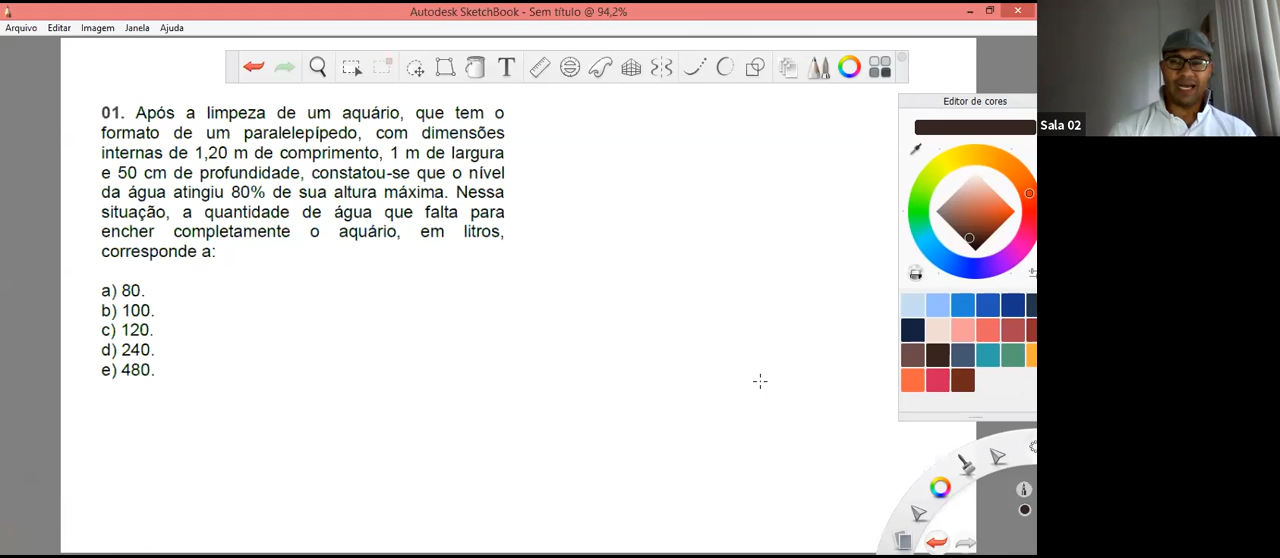 Autodesk SketchBook - Sem título @ 94,2%
Arquivo Editar Imagem Janela Ajuda
T
Editor de cores
Sala 02
01. Após a limpeza de um aquário, que tem o
formato de um paralelepípedo, com dimensões
internas de 1,20 m de comprimento, 1 m de largura
e 50 cm de profundidade, constatou-se que o nível
da água atingiu 80% de sua altura máxima. Nessa
situação, a quantidade de água que falta para
encher completamente o aquário, em litros,
corresponde a:
a) 80.
b) 100.
c) 120.
d) 240.
e) 480.